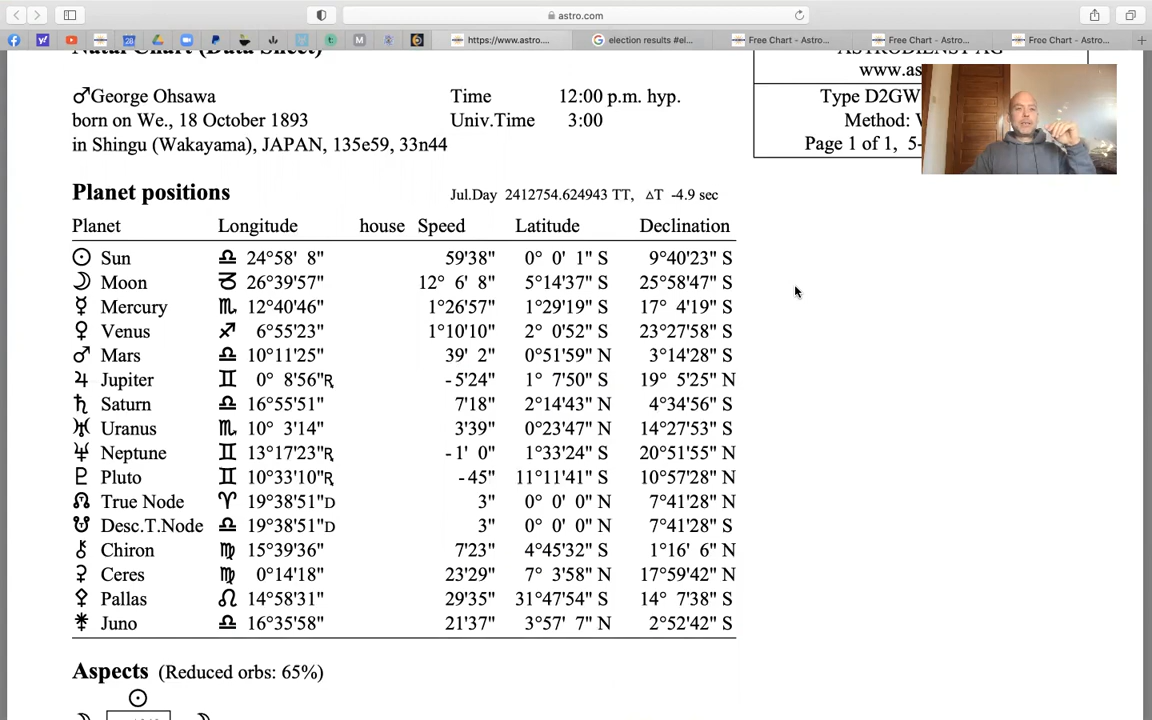 astro.com
https://www.astro....
election results #el...
Free Chart - Astro...
Free Chart - Astro...
Free Chart - Astro...
28
M
Natal Chart (Data Sheet)
ASTRODIENST AG
www.as
♂George Ohsawa Time 12:00 p.m. hyp. Type D2GW
born on We., 18 October 1893 Univ.Time 3:00 Method:
in Shingu (Wakayama), JAPAN, 135e59, 33n44 Page 1 of 1, 5-
Planet positions Jul.Day 2412754.624943 TT, ΔT -4.9 sec
Planet Longitude house Speed Latitude Declination
☉ Sun ♎ 24°58' 8" 59'38" 0° 0' 1" S 9°40'23" S
☽ Moon ♑ 26°39'57" 12° 6' 8" 5°14'37" S 25°58'47" S
☿ Mercury ♏ 12°40'46" 1°26'57" 1°29'19" S 17° 4'19" S
♀ Venus ♐ 6°55'23" 1°10'10" 2° 0'52" S 23°27'58" S
♂ Mars ♎ 10°11'25" 39' 2" 0°51'59" N 3°14'28" S
♃ Jupiter ♊ 0° 8'56"R -5'24" 1° 7'50" S 19° 5'25" N
♄ Saturn ♎ 16°55'51" 7'18" 2°14'43" N 4°34'56" S
♅ Uranus ♏ 10° 3'14" 3'39" 0°23'47" N 14°27'53" S
♆ Neptune ♊ 13°17'23"R -1' 0" 1°33'24" S 20°51'55" N
♇ Pluto ♊ 10°33'10"R -45" 11°11'41" S 10°57'28" N
☊ True Node ♈ 19°38'51"D 3" 0° 0' 0" N 7°41'28" N
☋ Desc.T.Node ♎ 19°38'51"D 3" 0° 0' 0" N 7°41'28" S
⚷ Chiron ♍ 15°39'36" 7'23" 4°45'32" S 1°16' 6" N
⚳ Ceres ♍ 0°14'18" 23'29" 7° 3'58" N 17°59'42" N
⚴ Pallas ♌ 14°58'31" 29'35" 31°47'54" S 14° 7'38" S
⚵ Juno ♎ 16°35'58" 21'37" 3°57' 7" N 2°52'42" S
Aspects (Reduced orbs: 65%)
☉